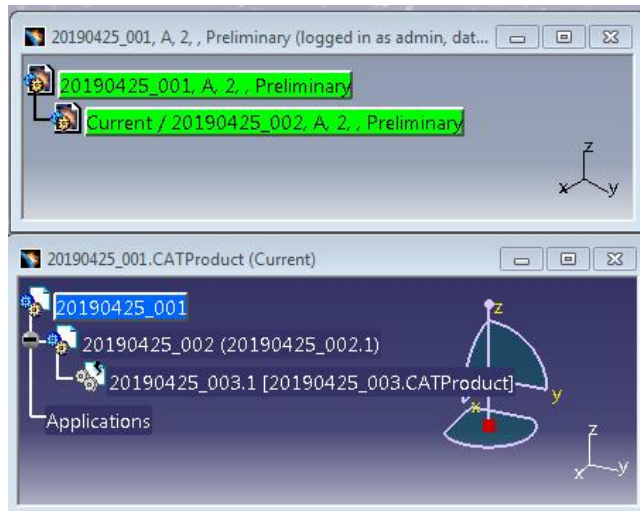 20190425_001, A, 2, , Preliminary (logged in as admin, dat...
20190425_001, A, 2, , Preliminary
Current / 20190425_002, A, 2, , Preliminary
z
x
y
20190425_001.CATProduct (Current)
20190425_001
20190425_002 (20190425_002.1)
20190425_003.1 [20190425_003.CATProduct]
Applications
z
y
x
z
y
x